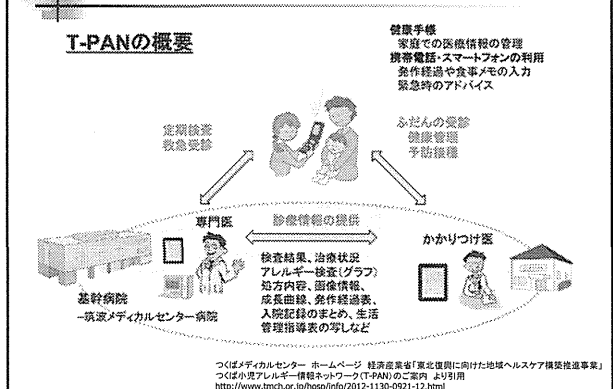 T-PANの概要
健康手帳
家庭での医療情報の管理
携帯電話・スマートフォンの利用
発作経過や食事メモの入力
緊急時のアドバイス
定期検査
救急受診
ふだんの受診
健康管理
予防接種
専門医
診療情報の提供
かかりつけ医
検査結果、治療状況
アレルギー検査(グラフ)
処方内容、画像情報、
成長曲線、発作経過表、
入院記録のまとめ、生活
管理指導表の写しなど
基幹病院
–筑波メディカルセンター病院
つくばメディカルセンター ホームページ 経済産業省「東北復興に向けた地域ヘルスケア構築推進事業」
つくば小児アレルギー情報ネットワーク(T-PAN)のご案内 より引用
http://www.tmch.or.jp/hosp/info/2012-1130-0921-12.html